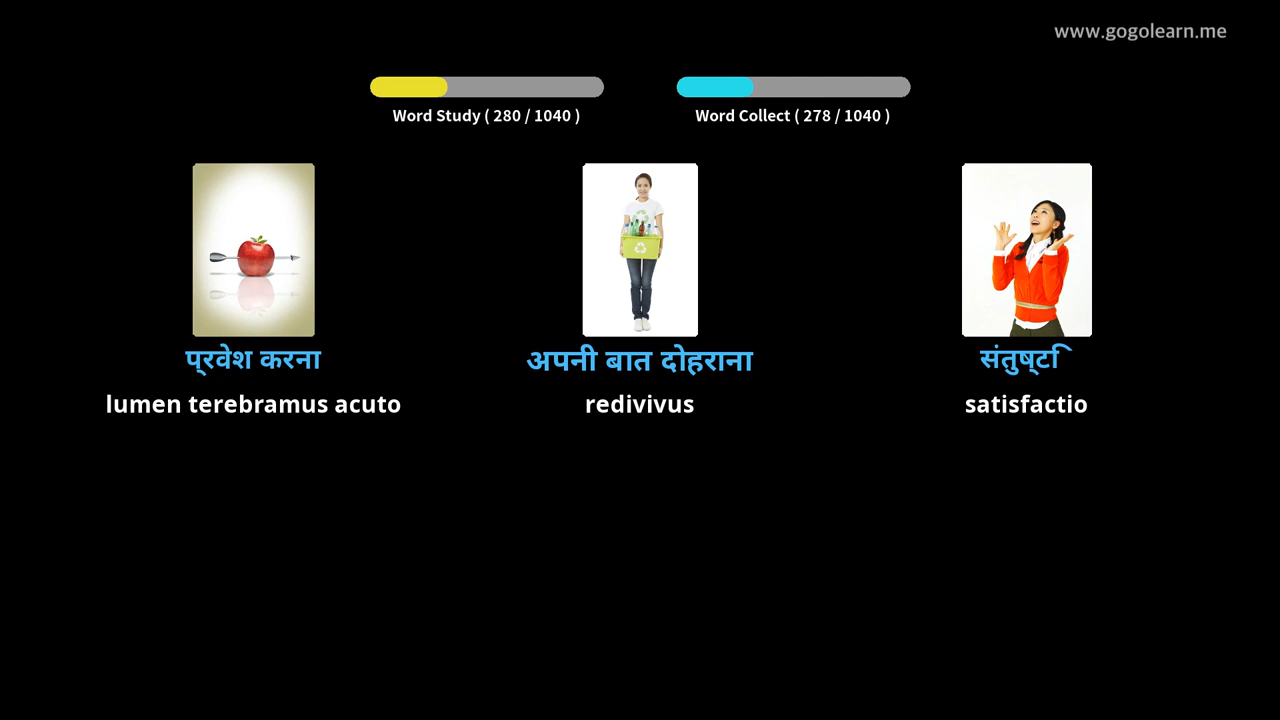 www.gogolearn.me
Word Study ( 280 / 1040 )
Word Collect ( 278 / 1040 )
प्रवेश करना
अपनी बात दोहराना
संतुष्टि
lumen terebramus acuto
redivivus
satisfactio